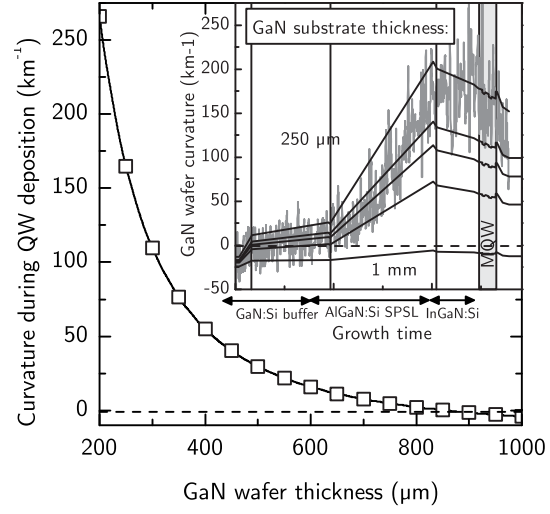 GaN substrate thickness:
250
200
150
100
50
0
-50
GaN wafer curvature (km-1)
250 µm
1 mm
MQW
GaN:Si buffer
AlGaN:Si SPSL
InGaN:Si
Growth time
250
200
150
100
50
0
Curvature during QW deposition (km⁻¹)
200
400
600
800
1000
GaN wafer thickness (µm)